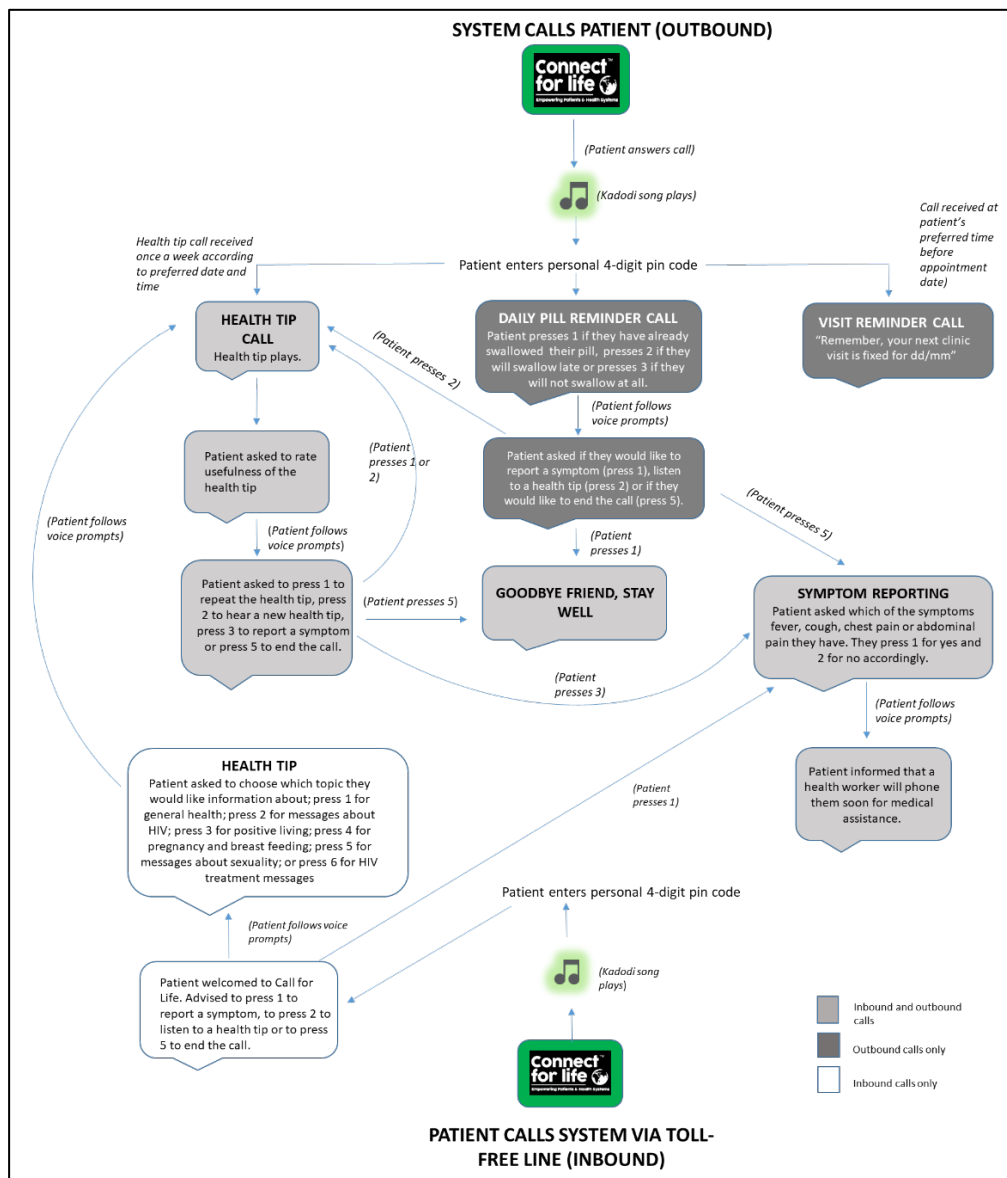 SYSTEM CALLS PATIENT (OUTBOUND)
Connect™
for life
Empowering Patients & Health Systems
(Patient answers call)
(Kadodi song plays)
Call received at
patient's
preferred time
before
appointment
date)
Health tip call received
once a week according
to preferred date and
time
Patient enters personal 4-digit pin code
HEALTH TIP
CALL
Health tip plays.
DAILY PILL REMINDER CALL
Patient presses 1 if they have already
swallowed their pill, presses 2 if they
will swallow late or presses 3 if they
will not swallow at all.
VISIT REMINDER CALL
“Remember, your next clinic
visit is fixed for dd/mm”
(Patient presses 2)
(Patient follows
voice prompts)
Patient asked to rate
usefulness of the
health tip
(Patient
presses 1 or
2)
Patient asked if they would like to
report a symptom (press 1), listen
to a health tip (press 2) or if they
would like to end the call (press 5).
(Patient presses 5)
(Patient follows
voice prompts)
(Patient follows
voice prompts)
(Patient
presses 1)
Patient asked to press 1 to
repeat the health tip, press
2 to hear a new health tip,
press 3 to report a symptom
or press 5 to end the call.
(Patient presses 5)
GOODBYE FRIEND, STAY
WELL
SYMPTOM REPORTING
Patient asked which of the symptoms
fever, cough, chest pain or abdominal
pain they have. They press 1 for yes and
2 for no accordingly.
(Patient
presses 3)
(Patient follows
voice prompts)
HEALTH TIP
Patient asked to choose which topic they
would like information about; press 1 for
general health; press 2 for messages about
HIV; press 3 for positive living; press 4 for
pregnancy and breast feeding; press 5 for
messages about sexuality; or press 6 for HIV
treatment messages
(Patient
presses 1)
Patient informed that a
health worker will phone
them soon for medical
assistance.
Patient enters personal 4-digit pin code
(Patient follows voice
prompts)
(Kadodi song
plays)
Patient welcomed to Call for
Life. Advised to press 1 to
report a symptom, to press 2 to
listen to a health tip or to press
5 to end the call.
Connect™
for life
Empowering Patients & Health Systems
Inbound and outbound
calls
Outbound calls only
Inbound calls only
PATIENT CALLS SYSTEM VIA TOLL-
FREE LINE (INBOUND)